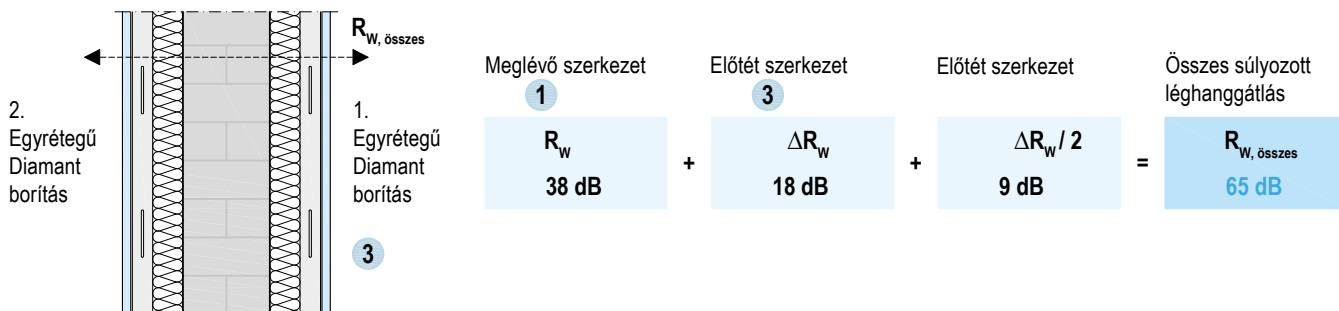 R W, összes
2.
Egyrétegű
Diamant
borítás
1.
Egyrétegű
Diamant
borítás
3
Meglévő szerkezet
1
R W
38 dB
+
Előtét szerkezet
3
ΔR W
18 dB
+
Előtét szerkezet
ΔR W / 2
9 dB
=
Összes súlyozott
léghanggátlás
R W, összes
65 dB